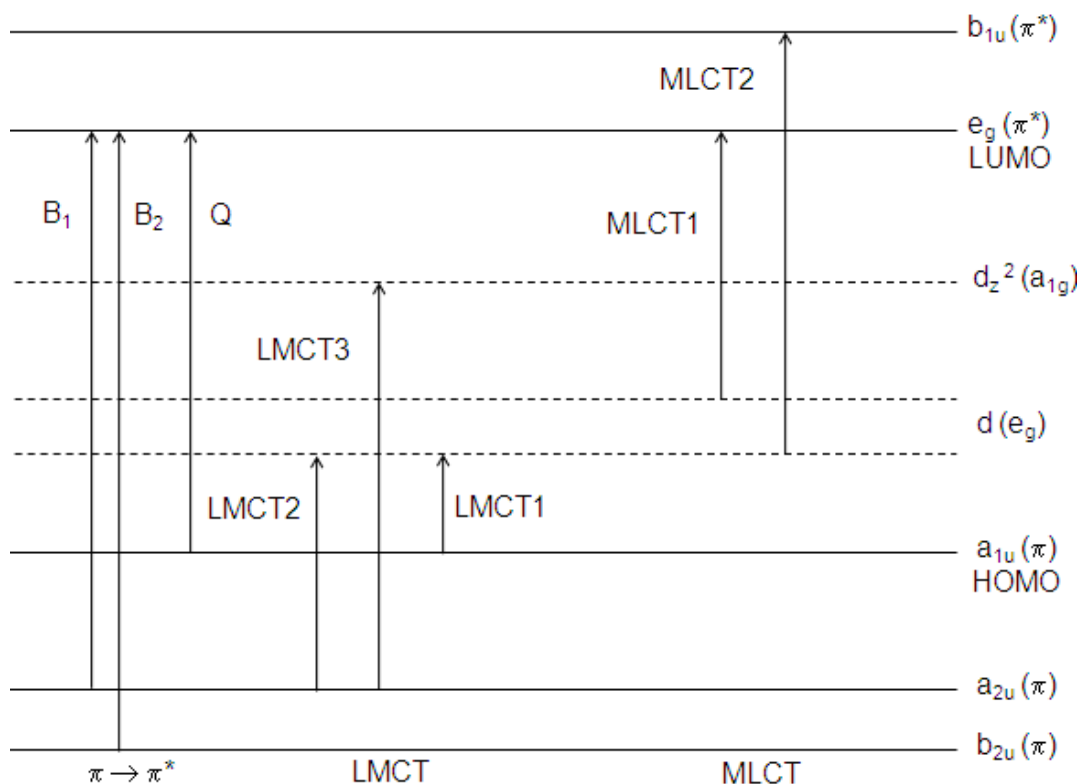 b1u(π*)
MLCT2
eg(π*)
LUMO
B1 B2 Q MLCT1
dz2(a1g)
LMCT3
d(eg)
LMCT2 LMCT1
a1u(π)
HOMO
a2u(π)
b2u(π)
π → π* LMCT MLCT